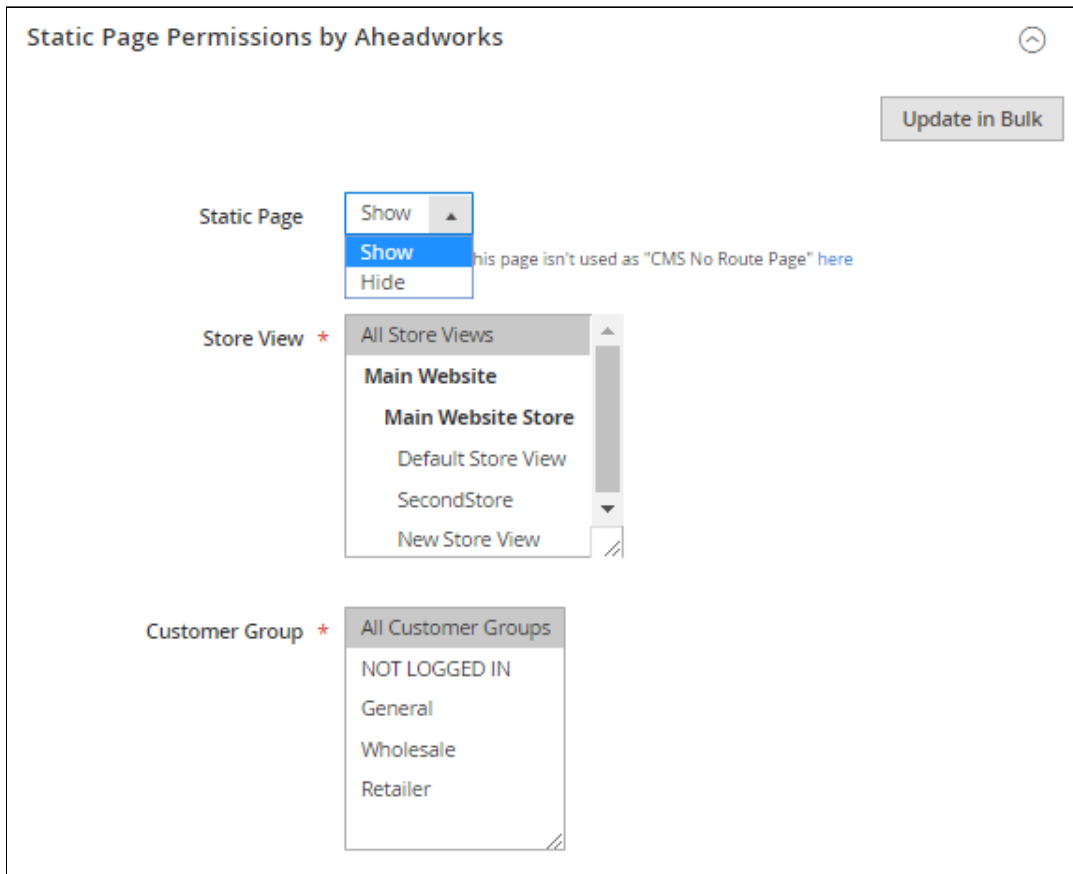 Static Page Permissions by Aheadworks
Update in Bulk
Static Page Show
Show
his page isn't used as "CMS No Route Page" here
Hide
Store View * All Store Views
Main Website
Main Website Store
Default Store View
SecondStore
New Store View
Customer Group * All Customer Groups
NOT LOGGED IN
General
Wholesale
Retailer